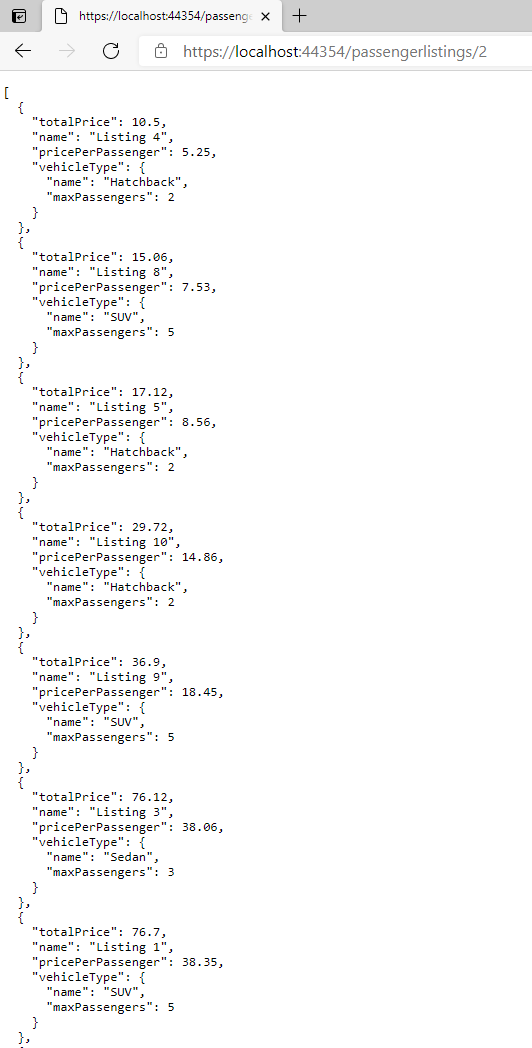 https://localhost:44354/passeng
https://localhost:44354/passengerlistings/2
[
  {
    "totalPrice": 10.5,
    "name": "Listing 4",
    "pricePerPassenger": 5.25,
    "vehicleType": {
      "name": "Hatchback",
      "maxPassengers": 2
    }
  },
  {
    "totalPrice": 15.06,
    "name": "Listing 8",
    "pricePerPassenger": 7.53,
    "vehicleType": {
      "name": "SUV",
      "maxPassengers": 5
    }
  },
  {
    "totalPrice": 17.12,
    "name": "Listing 5",
    "pricePerPassenger": 8.56,
    "vehicleType": {
      "name": "Hatchback",
      "maxPassengers": 2
    }
  },
  {
    "totalPrice": 29.72,
    "name": "Listing 10",
    "pricePerPassenger": 14.86,
    "vehicleType": {
      "name": "Hatchback",
      "maxPassengers": 2
    }
  },
  {
    "totalPrice": 36.9,
    "name": "Listing 9",
    "pricePerPassenger": 18.45,
    "vehicleType": {
      "name": "SUV",
      "maxPassengers": 5
    }
  },
  {
    "totalPrice": 76.12,
    "name": "Listing 3",
    "pricePerPassenger": 38.06,
    "vehicleType": {
      "name": "Sedan",
      "maxPassengers": 3
    }
  },
  {
    "totalPrice": 76.7,
    "name": "Listing 1",
    "pricePerPassenger": 38.35,
    "vehicleType": {
      "name": "SUV",
      "maxPassengers": 5
    }
  },